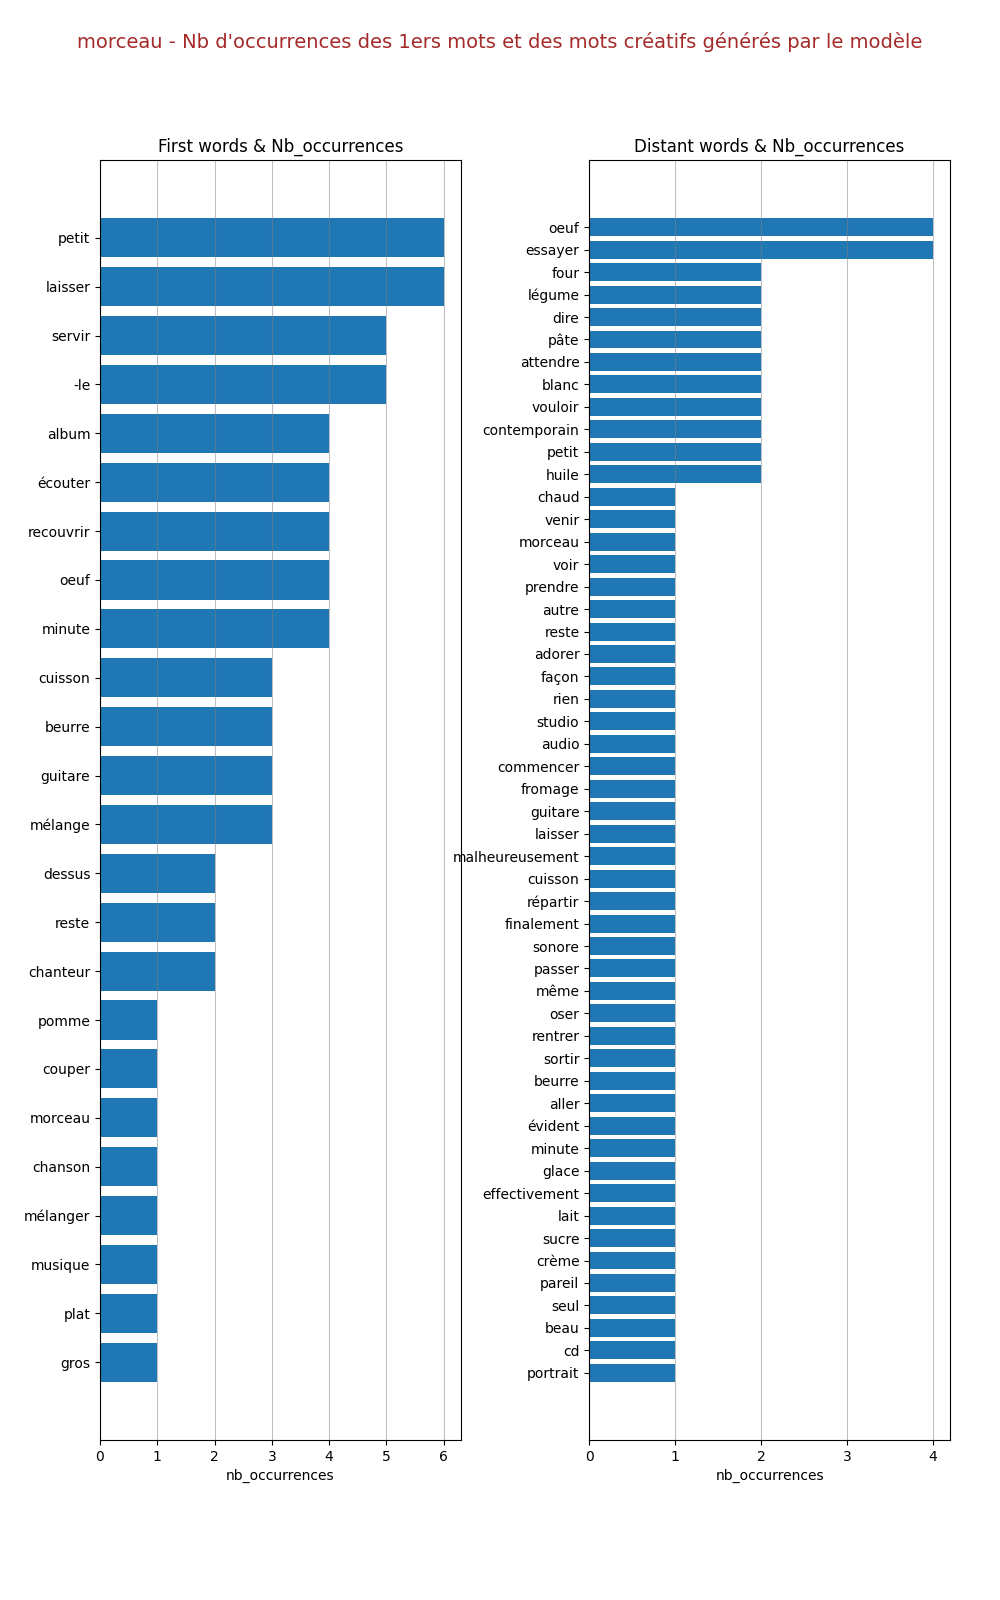 morceau - Nb d'occurrences des 1ers mots et des mots créatifs générés par le modèle
First words & Nb_occurrences
petit
laisser
servir
-le
album
écouter
recouvrir
oeuf
minute
cuisson
beurre
guitare
mélange
dessus
reste
chanteur
pomme
couper
morceau
chanson
mélanger
musique
plat
gros
0 1 2 3 4 5 6
nb_occurrences
Distant words & Nb_occurrences
oeuf
essayer
four
légume
dire
pâte
attendre
blanc
vouloir
contemporain
petit
huile
chaud
venir
morceau
voir
prendre
autre
reste
adorer
façon
rien
studio
audio
commencer
fromage
guitare
laisser
malheureusement
cuisson
répartir
finalement
sonore
passer
même
oser
rentrer
sortir
beurre
aller
évident
minute
glace
effectivement
lait
sucre
crème
pareil
seul
beau
cd
portrait
0 1 2 3 4
nb_occurrences